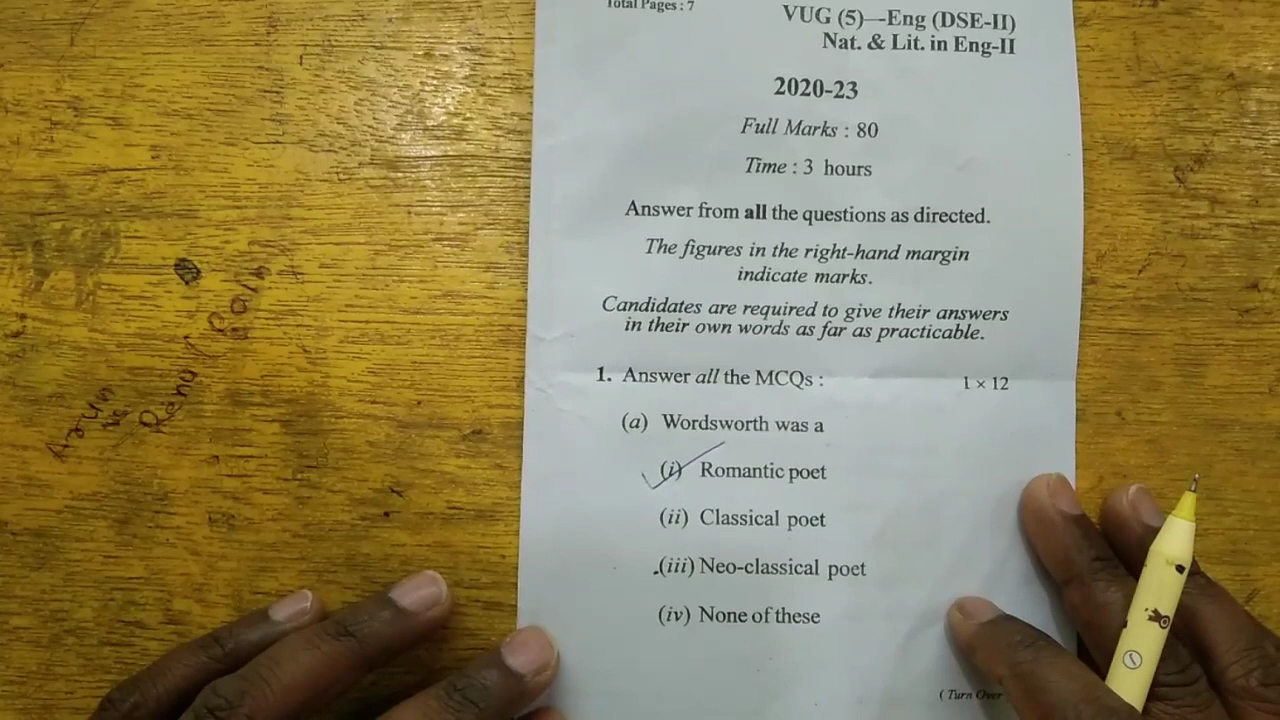 Total Pages : 7
VUG (5)—Eng (DSE-II)
Nat. & Lit. in Eng-II
2020-23
Full Marks : 80
Time : 3 hours
Answer from all the questions as directed.
The figures in the right-hand margin
indicate marks.
Candidates are required to give their answers
in their own words as far as practicable.
1. Answer all the MCQs : 1 × 12
(a) Wordsworth was a
(i) Romantic poet
(ii) Classical poet
(iii) Neo-classical poet
(iv) None of these
( Turn Over